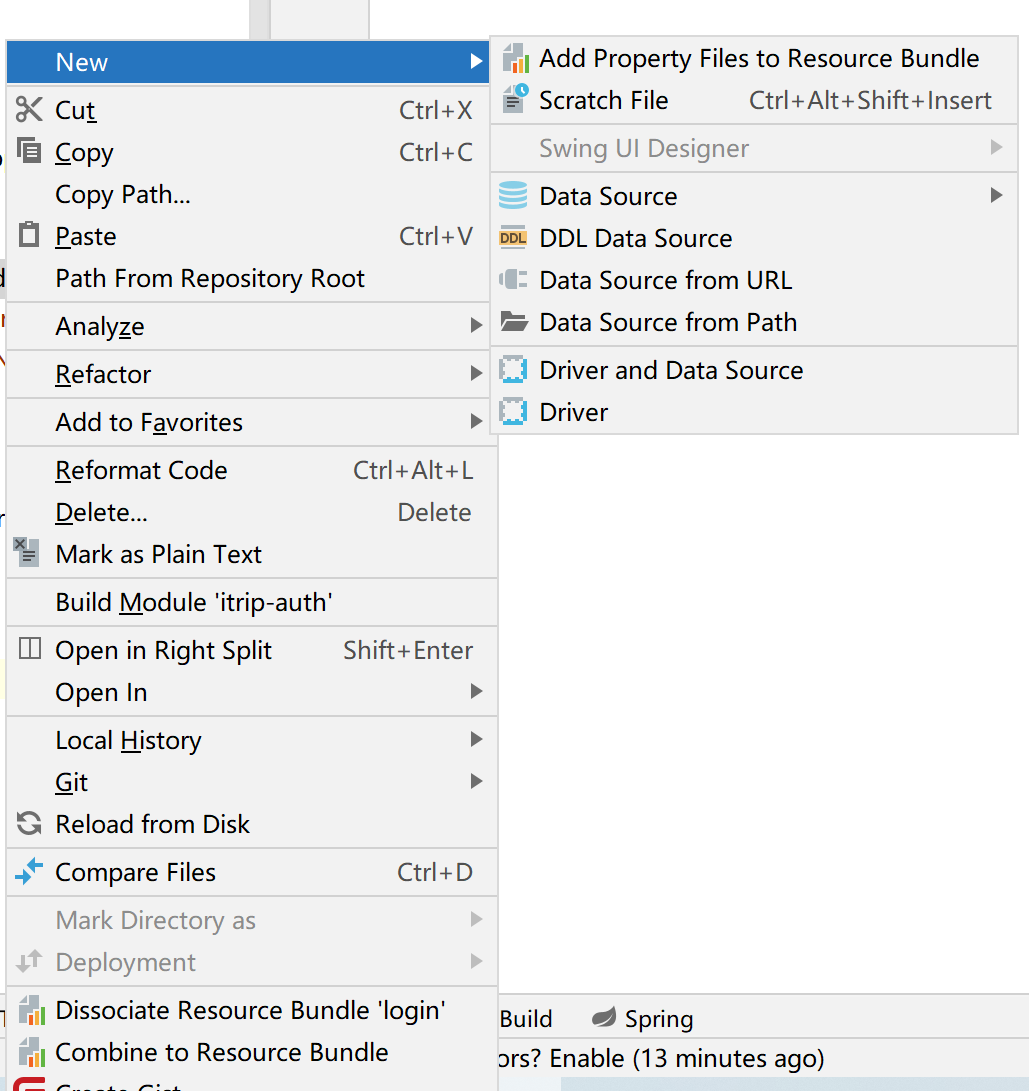 New
Cut Ctrl+X
Copy Ctrl+C
Copy Path...
Paste Ctrl+V
Path From Repository Root
Analyze
Refactor
Add to Favorites
Reformat Code Ctrl+Alt+L
Delete... Delete
Mark as Plain Text
Build Module 'itrip-auth'
Open in Right Split Shift+Enter
Open In
Local History
Git
Reload from Disk
Compare Files Ctrl+D
Mark Directory as
Deployment
Dissociate Resource Bundle 'login'
Combine to Resource Bundle
Create Gist
Add Property Files to Resource Bundle
Scratch File Ctrl+Alt+Shift+Insert
Swing UI Designer
Data Source
DDL Data Source
Data Source from URL
Data Source from Path
Driver and Data Source
Driver
Build Spring
ors? Enable (13 minutes ago)